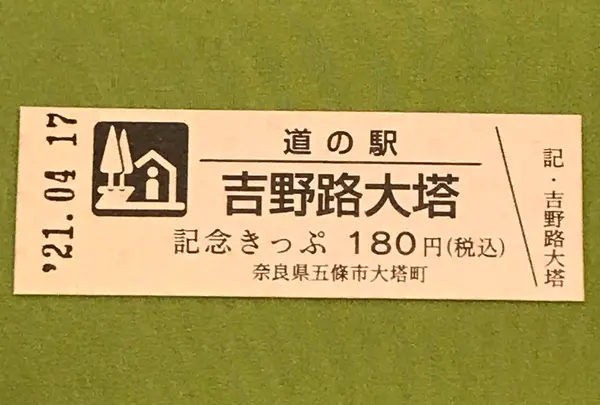 '21.04 17
道の駅
吉野路大塔
記念きっぷ 180円(税込)
奈良県五條市大塔町
記・吉野路大塔